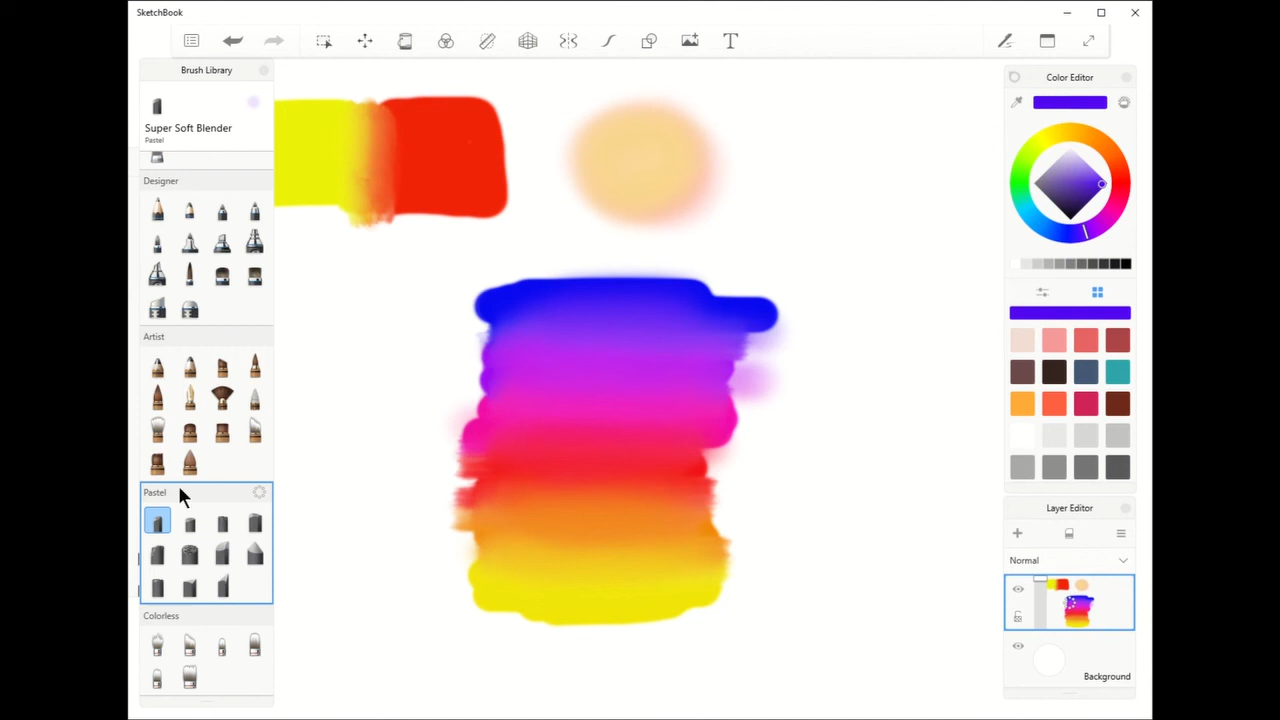 SketchBook
Brush Library
Super Soft Blender
Pastel
Designer
Artist
Pastel
Colorless
Color Editor
Layer Editor
Normal
Background